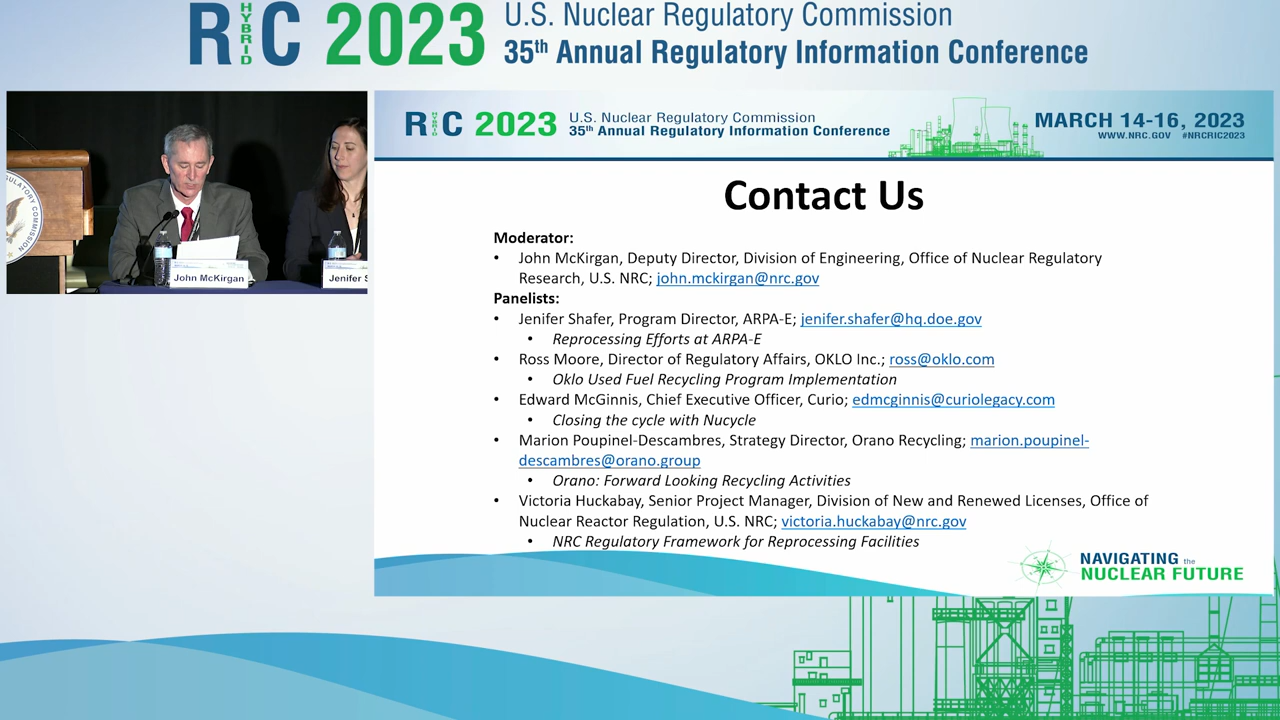 RIC HYBRID 2023
U.S. Nuclear Regulatory Commission
35th Annual Regulatory Information Conference
RIC HYBRID 2023
U.S. Nuclear Regulatory Commission
35th Annual Regulatory Information Conference
MARCH 14-16, 2023
WWW.NRC.GOV #NRCRIC2023
Contact Us
Moderator:
• John McKirgan, Deputy Director, Division of Engineering, Office of Nuclear Regulatory
Research, U.S. NRC; john.mckirgan@nrc.gov
Panelists:
• Jenifer Shafer, Program Director, ARPA-E; jenifer.shafer@hq.doe.gov
• Reprocessing Efforts at ARPA-E
• Ross Moore, Director of Regulatory Affairs, OKLO Inc.; ross@oklo.com
• Oklo Used Fuel Recycling Program Implementation
• Edward McGinnis, Chief Executive Officer, Curio; edmcginnis@curiolegacy.com
• Closing the cycle with Nucycle
• Marion Poupinel-Descambres, Strategy Director, Orano Recycling; marion.poupinel-
descambres@orano.group
• Orano: Forward Looking Recycling Activities
• Victoria Huckabay, Senior Project Manager, Division of New and Renewed Licenses, Office of
Nuclear Reactor Regulation, U.S. NRC; victoria.huckabay@nrc.gov
• NRC Regulatory Framework for Reprocessing Facilities
NAVIGATING the
NUCLEAR FUTURE
John McKirgan
Jenifer S